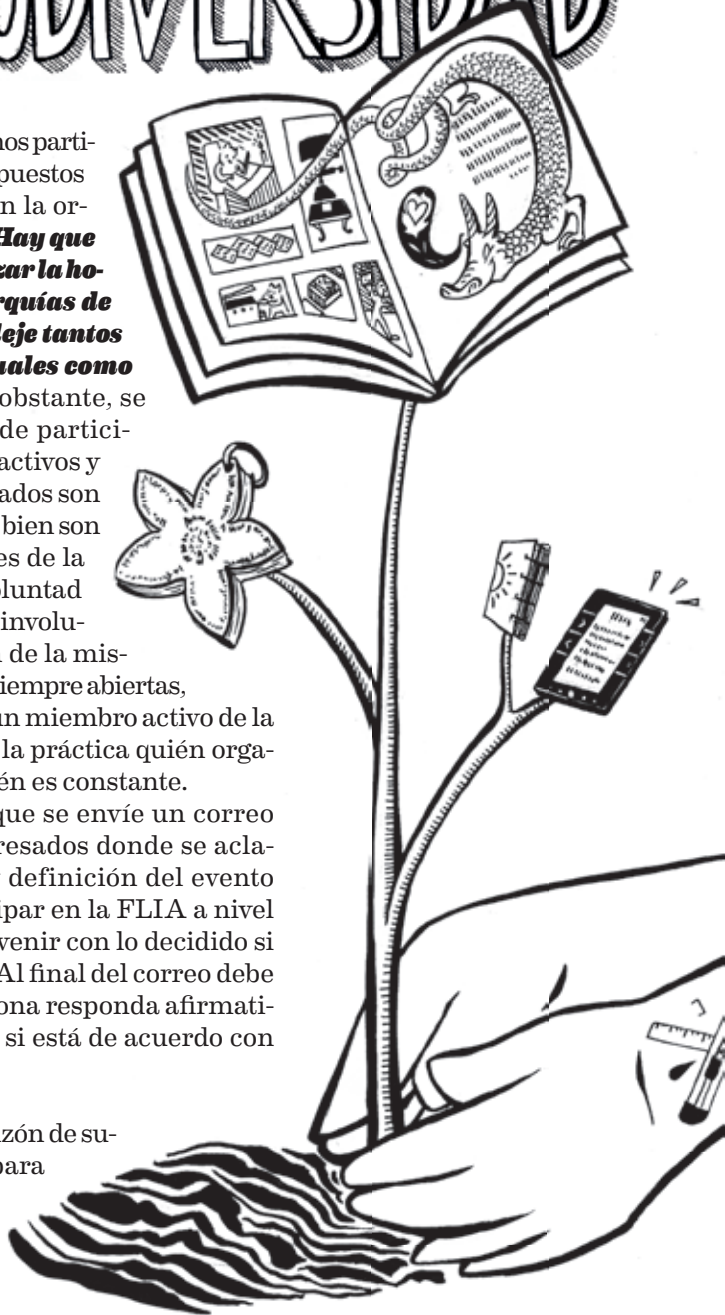 ODIVERSIDAD
nos parti-
puestos
n la or-
Hay que
zar la ho-
rquías de
leje tantos
uales como
obstante, se
de partici-
activos y
ados son
bien son
es de la
oluntad
involu-
de la mis-
siempre abiertas,
un miembro activo de la
la práctica quién orga-
én es constante.
que se envíe un correo
resados donde se acla-
definición del evento
ipar en la FLIA a nivel
venir con lo decidido si
Al final del correo debe
ona responda afirmati-
si está de acuerdo con
zón de su-
para